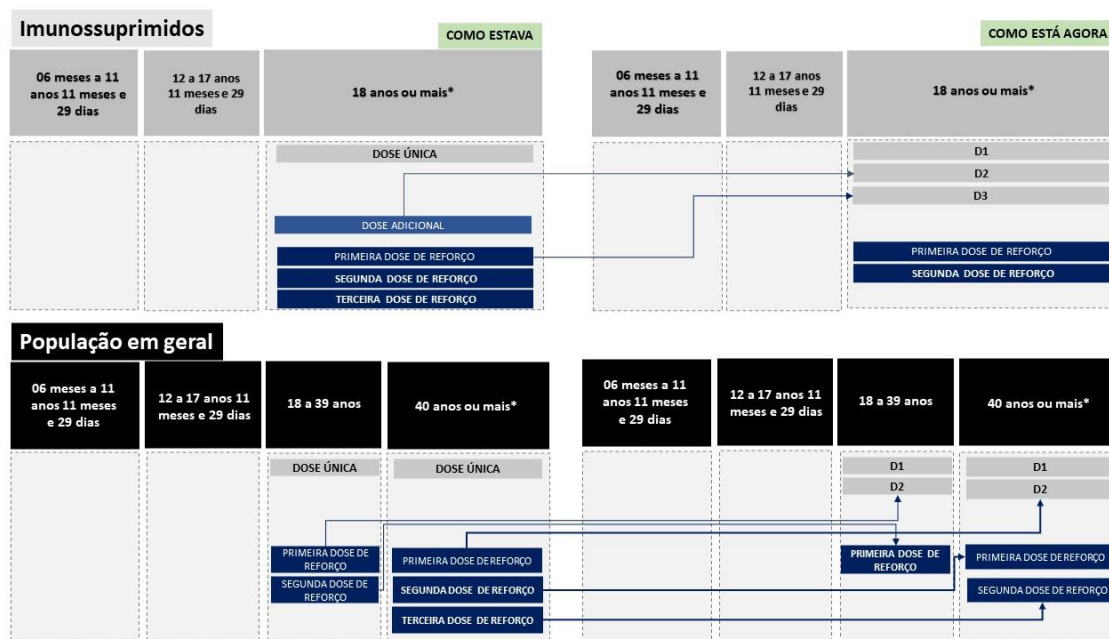 Imunossuprimidos
COMO ESTAVA
COMO ESTÁ AGORA
06 meses a 11
anos 11 meses e
29 dias
12 a 17 anos
11 meses e 29
dias
18 anos ou mais*
06 meses a 11
anos 11 meses e
29 dias
12 a 17 anos
11 meses e 29
dias
18 anos ou mais*
DOSE ÚNICA
DOSE ADICIONAL
PRIMEIRA DOSE DE REFORÇO
SEGUNDA DOSE DE REFORÇO
TERCEIRA DOSE DE REFORÇO
D1
D2
D3
PRIMEIRA DOSE DE REFORÇO
SEGUNDA DOSE DE REFORÇO
População em geral
06 meses a 11
anos 11 meses
e 29 dias
12 a 17 anos 11
meses e 29 dias
18 a 39 anos
40 anos ou mais*
06 meses a 11
anos 11 meses
e 29 dias
12 a 17 anos 11
meses e 29 dias
18 a 39 anos
40 anos ou mais*
DOSE ÚNICA
PRIMEIRA DOSE DE
REFORÇO
SEGUNDA DOSE DE
REFORÇO
DOSE ÚNICA
PRIMEIRA DOSE DE REFORÇO
SEGUNDA DOSE DE REFORÇO
TERCEIRA DOSE DE REFORÇO
D1
D2
PRIMEIRA DOSE DE
REFORÇO
D1
D2
PRIMEIRA DOSE DE REFORÇO
SEGUNDA DOSE DE REFORÇO